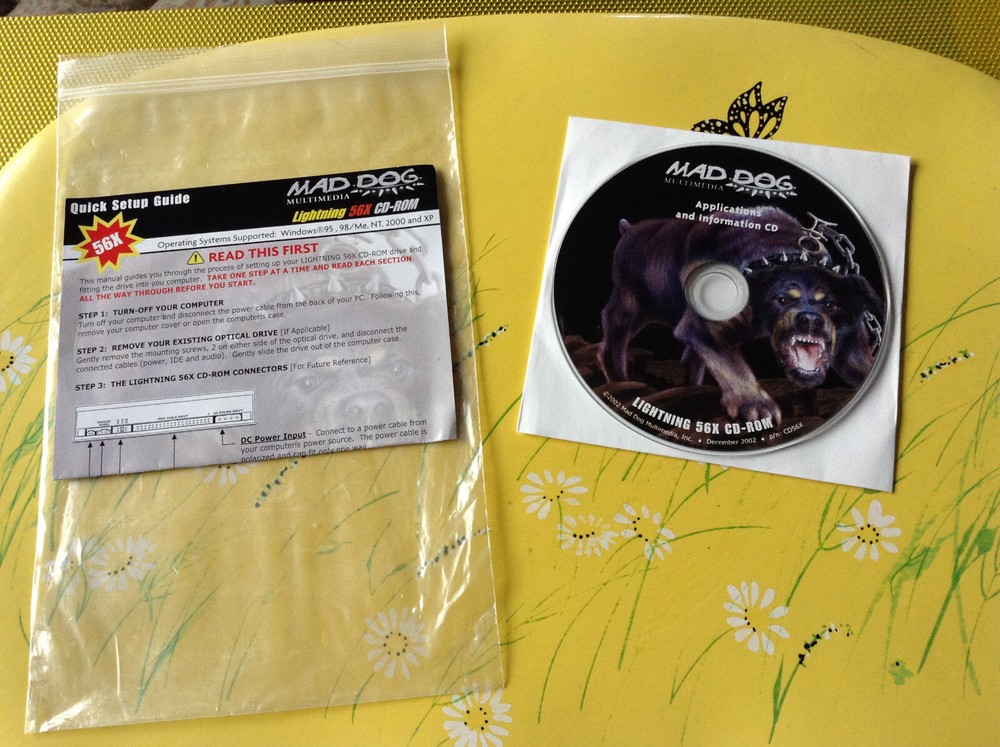 Quick Setup Guide
MAD DOG
MULTIMEDIA
Lightning 56X CD-ROM
56X
Operating Systems Supported: Windows®95, 98/Me, NT, 2000 and XP
READ THIS FIRST
This manual guides you through the process of setting up your LIGHTNING 56X CD-ROM drive and
fitting the drive into you computer. TAKE ONE STEP AT A TIME AND READ EACH SECTION
ALL THE WAY THROUGH BEFORE YOU START.
STEP 1: TURN-OFF YOUR COMPUTER
Turn off your computer and disconnect the power cable from the back of your PC. Following this,
remove your computer cover or open the computeris case.
STEP 2: REMOVE YOUR EXISTING OPTICAL DRIVE [If Applicable]
Gently remove the mounting screws, 2 on either side of the optical drive, and disconnect the
connected cables (power, IDE and audio). Gently slide the drive out of the computer case.
STEP 3: THE LIGHTNING 56X CD-ROM CONNECTORS [For Future Reference]
DC Power Input - Connect to a power cable from
your computeris power source. The power cable is
polarized and can fit only one way.
MAD DOG
MULTIMEDIA
Applications
and Information CD
LIGHTNING 56X CD-ROM
©2002 Mad Dog Multimedia, Inc. • December 2002 • p/n: CD56X